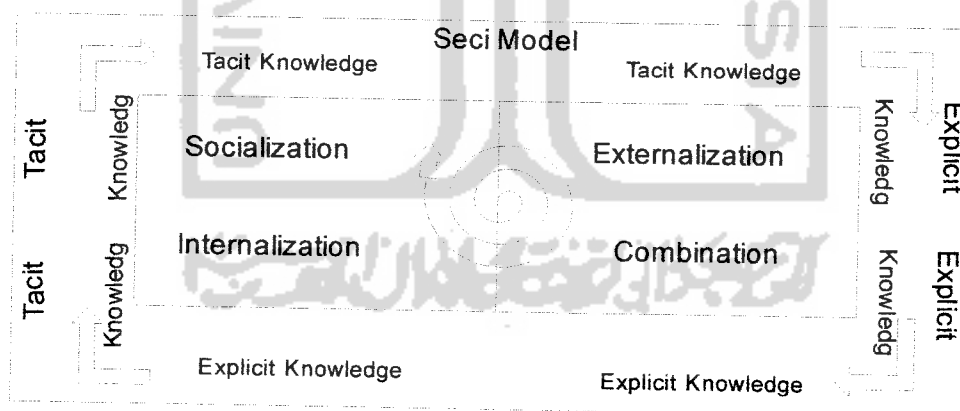 Seci Model
Tacit Knowledge
Tacit Knowledge
Tacit
Knowledg
Socialization
Externalization
Knowledg
Explicit
Tacit
Knowledg
Internalization
Combination
Knowledg
Explicit
Explicit Knowledge
Explicit Knowledge